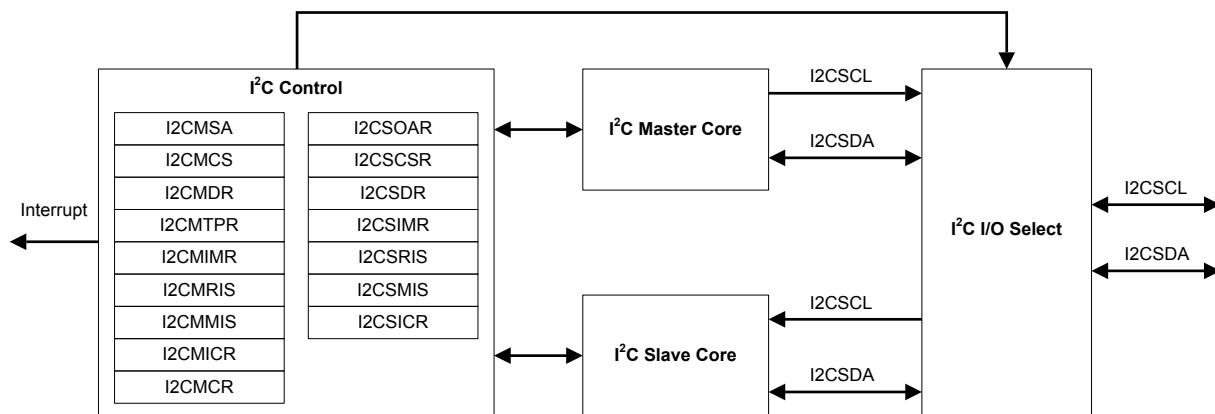 I²C Control
I2CMSA
I2CMCS
I2CMDR
I2CMTPR
I2CMIMR
I2CMRIS
I2CMMIS
I2CMICR
I2CMCR
I2CSOAR
I2CSCSR
I2CSDR
I2CSIMR
I2CSRIS
I2CSMIS
I2CSICR
Interrupt
I²C Master Core
I2CSCL
I2CSDA
I²C Slave Core
I2CSCL
I2CSDA
I²C I/O Select
I2CSCL
I2CSDA